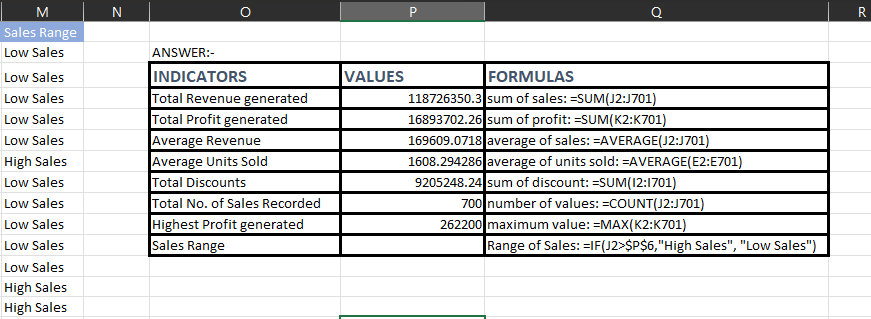 M N O P Q R
Sales Range
Low Sales ANSWER:-
Low Sales INDICATORS VALUES FORMULAS
Low Sales Total Revenue generated 118726350.3 sum of sales: =SUM(J2:J701)
Low Sales Total Profit generated 16893702.26 sum of profit: =SUM(K2:K701)
Low Sales Average Revenue 169609.0718 average of sales: =AVERAGE(J2:J701)
High Sales Average Units Sold 1608.294286 average of units sold: =AVERAGE(E2:E701)
Low Sales Total Discounts 9205248.24 sum of discount: =SUM(I2:I701)
Low Sales Total No. of Sales Recorded 700 number of values: =COUNT(J2:J701)
Low Sales Highest Profit generated 262200 maximum value: =MAX(K2:K701)
Low Sales Sales Range Range of Sales: =IF(J2>$P$6,"High Sales", "Low Sales")
Low Sales
High Sales
High Sales